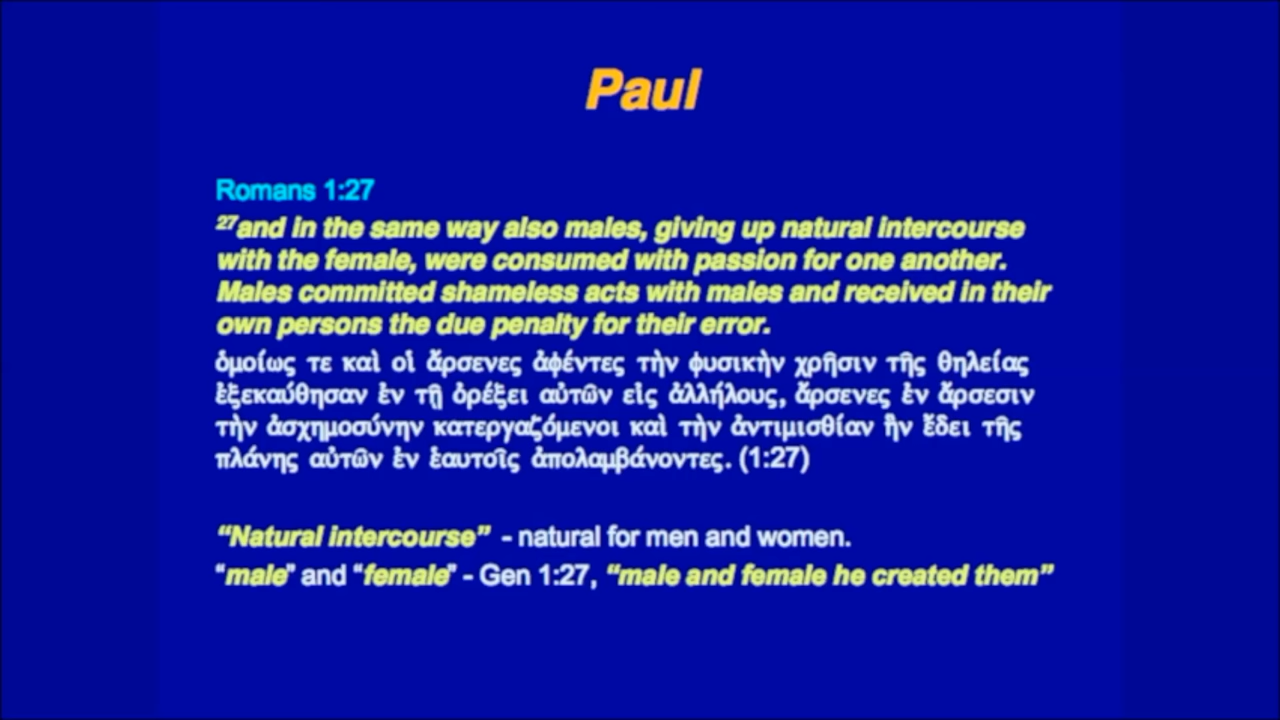 Paul
Romans 1:27
27and in the same way also males, giving up natural intercourse
with the female, were consumed with passion for one another.
Males committed shameless acts with males and received in their
own persons the due penalty for their error.
ὁμοίως τε καὶ οἱ ἄρσενες ἀφέντες τὴν φυσικὴν χρῆσιν τῆς θηλείας
ἐξεκαύθησαν ἐν τῇ ὀρέξει αὐτῶν εἰς ἀλλήλους, ἄρσενες ἐν ἄρσεσιν
τὴν ἀσχημοσύνην κατεργαζόμενοι καὶ τὴν ἀντιμισθίαν ἣν ἔδει τῆς
πλάνης αὐτῶν ἐν ἑαυτοῖς ἀπολαμβάνοντες. (1:27)
“Natural intercourse” - natural for men and women.
“male” and “female” - Gen 1:27, “male and female he created them”